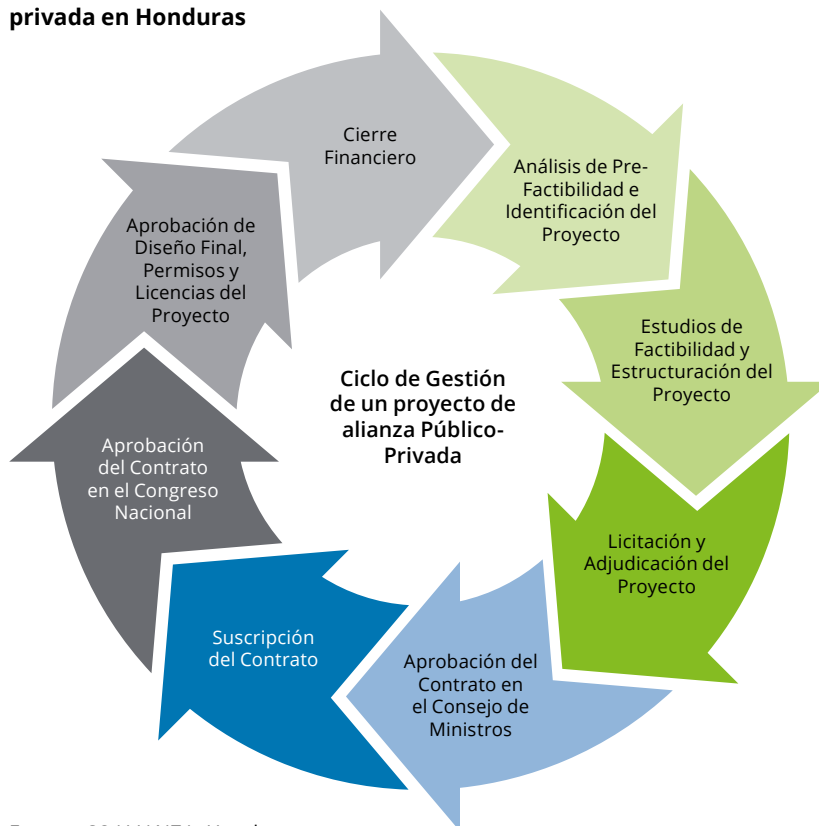 privada en Honduras
Cierre
Financiero
Análisis de Pre-
Factibilidad e
Identificación del
Proyecto
Estudios de
Factibilidad y
Estructuración del
Proyecto
Licitación y
Adjudicación del
Proyecto
Aprobación del
Contrato en
el Consejo de
Ministros
Suscripción
del Contrato
Aprobación
del Contrato
en el Congreso
Nacional
Aprobación de
Diseño Final,
Permisos y
Licencias del
Proyecto
Ciclo de Gestión
de un proyecto de
alianza Público-
Privada